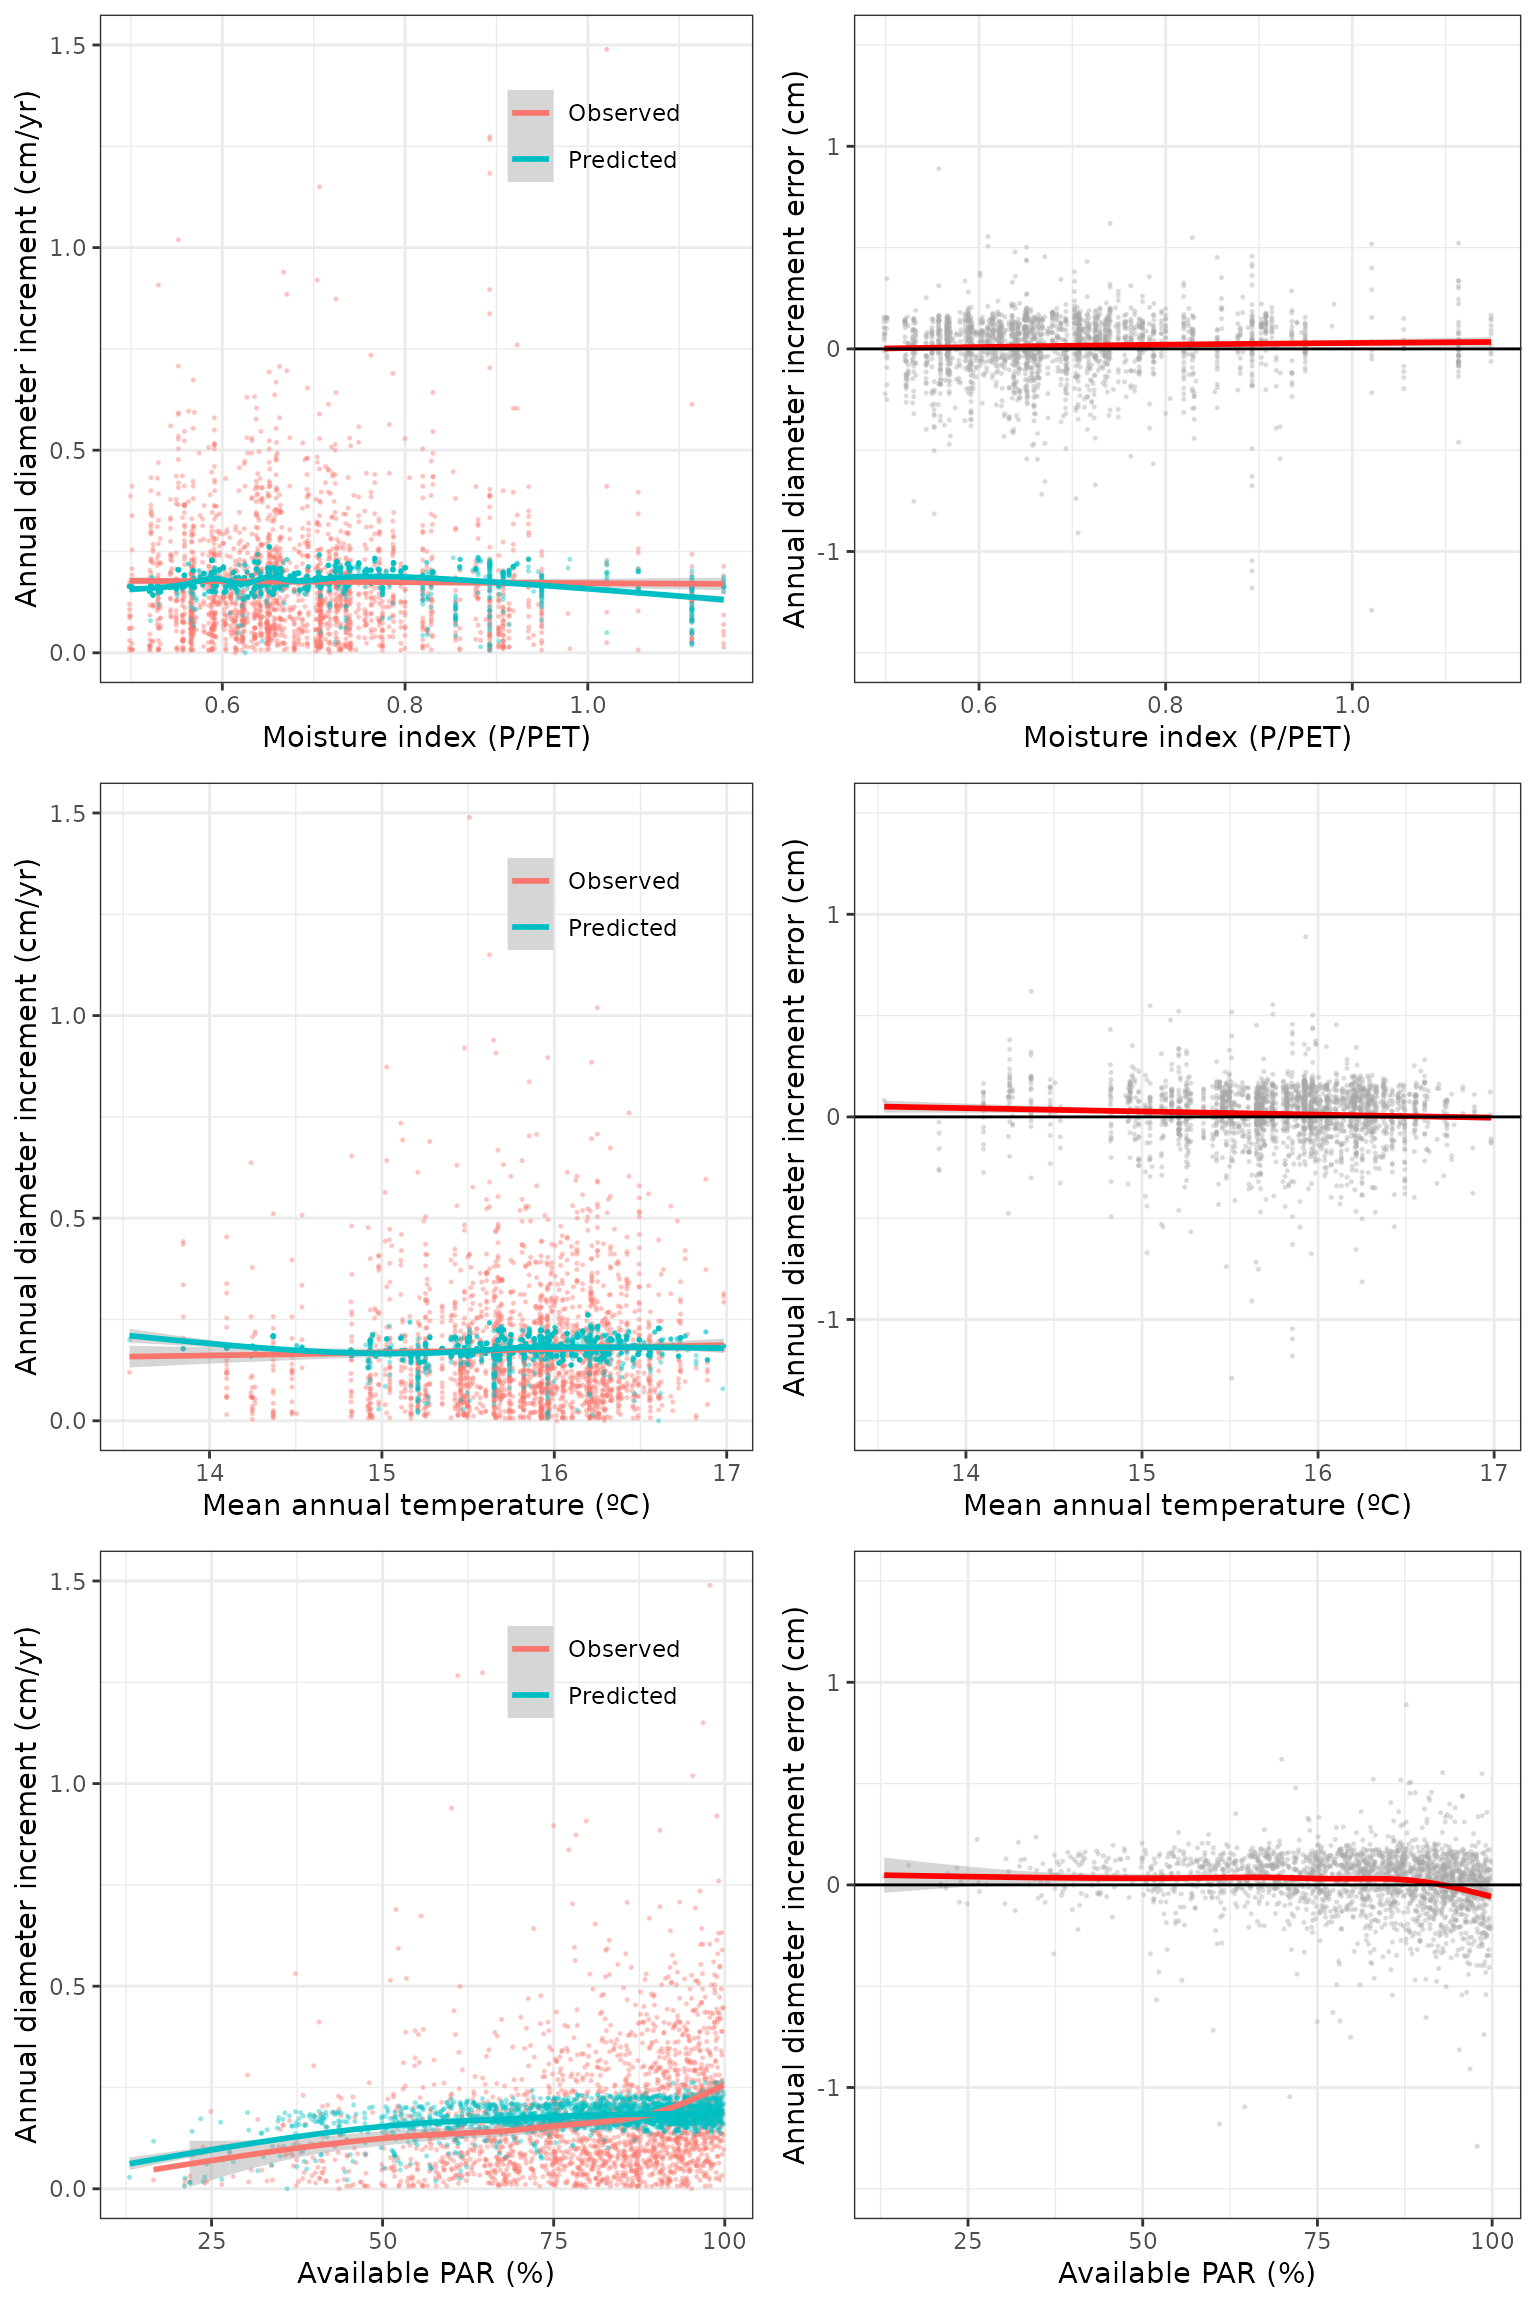 Annual diameter increment (cm/yr)
1.5
1.0
0.5
0.0
Observed
Predicted
0.6 0.8 1.0
Moisture index (P/PET)
Annual diameter increment error (cm)
1
0
-1
0.6 0.8 1.0
Moisture index (P/PET)
Annual diameter increment (cm/yr)
1.5
1.0
0.5
0.0
Observed
Predicted
14 15 16 17
Mean annual temperature (ºC)
Annual diameter increment error (cm)
1
0
-1
14 15 16 17
Mean annual temperature (ºC)
Annual diameter increment (cm/yr)
1.5
1.0
0.5
0.0
Observed
Predicted
25 50 75 100
Available PAR (%)
Annual diameter increment error (cm)
1
0
-1
25 50 75 100
Available PAR (%)